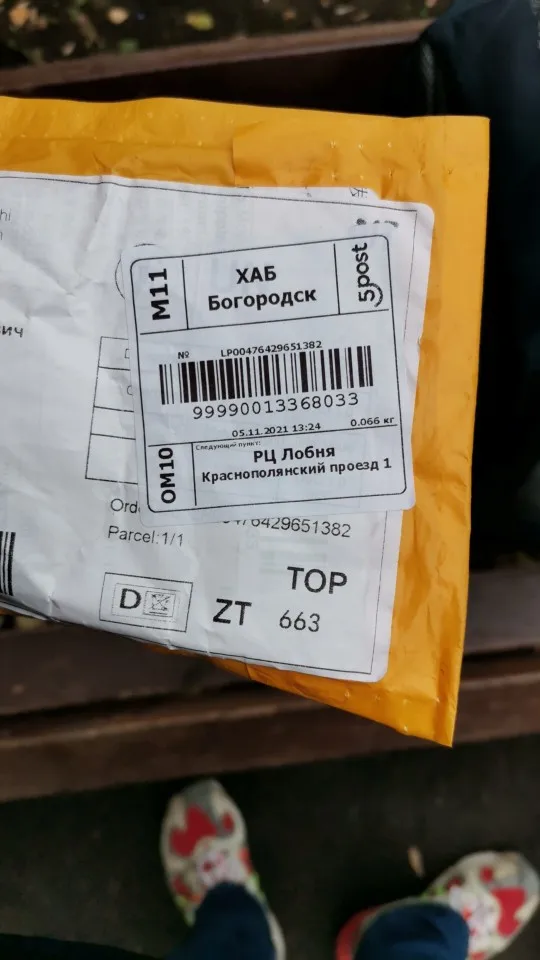 M11
ХАБ
Богородск
5post
№ LP00476429651382
99990013368033
05.11.2021 13:24 0.066 кг
OM10
Следующий пункт:
РЦ Лобня
Краснополянский проезд 1
Parcel:1/1
TOP
D
ZT 663